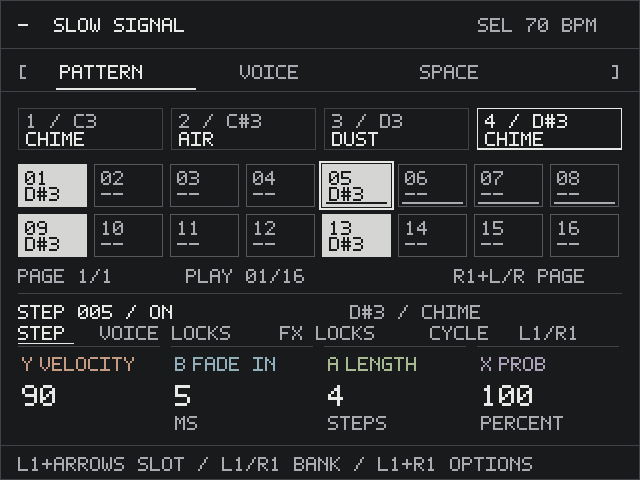 – SLOW SIGNAL SEL 70 BPM
[ PATTERN VOICE SPACE ]
1 / C3 2 / C#3 3 / D3 4 / D#3
CHIME AIR DUST CHIME
01 02 03 04 05 06 07 08
D#3 -- -- -- D#3 -- -- --
09 10 11 12 13 14 15 16
D#3 -- -- -- D#3 -- -- --
PAGE 1/1 PLAY 01/16 R1+L/R PAGE
STEP 005 / ON D#3 / CHIME
STEP VOICE LOCKS FX LOCKS CYCLE L1/R1
Y VELOCITY B FADE IN A LENGTH X PROB
90 5 4 100
MS STEPS PERCENT
L1+ARROWS SLOT / L1/R1 BANK / L1+R1 OPTIONS